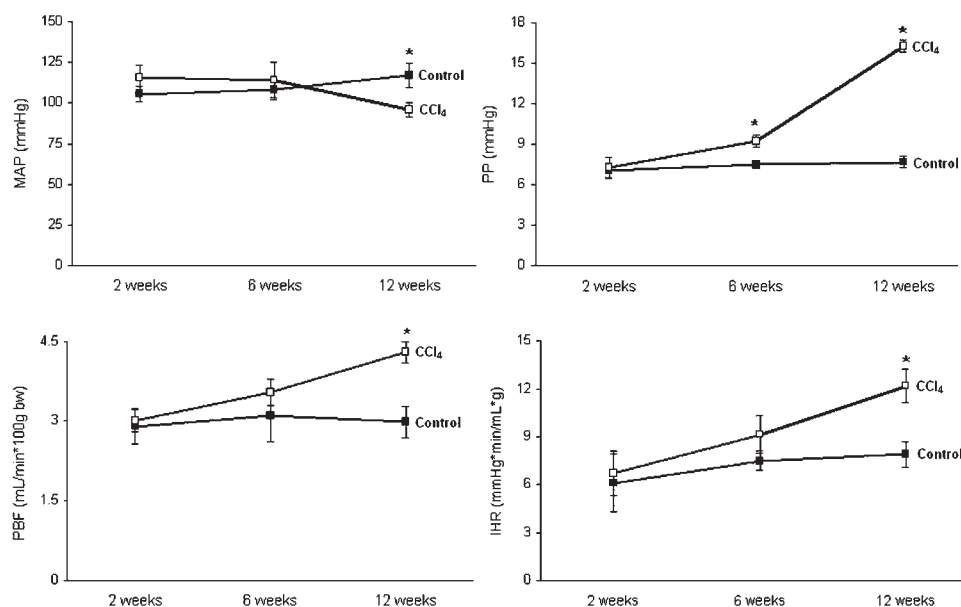 150
125
100
75
50
25
0
MAP (mmHg)
*
Control
CCl₄
2 weeks
6 weeks
12 weeks
18
15
12
9
6
3
0
PP (mmHg)
*
*
CCl₄
Control
2 weeks
6 weeks
12 weeks
4.5
3
1.5
0
PBF (mL/min*100g bw)
*
CCl₄
Control
2 weeks
6 weeks
12 weeks
15
12
9
6
3
0
IHR (mmHg*min/mL*g)
*
CCl₄
Control
2 weeks
6 weeks
12 weeks